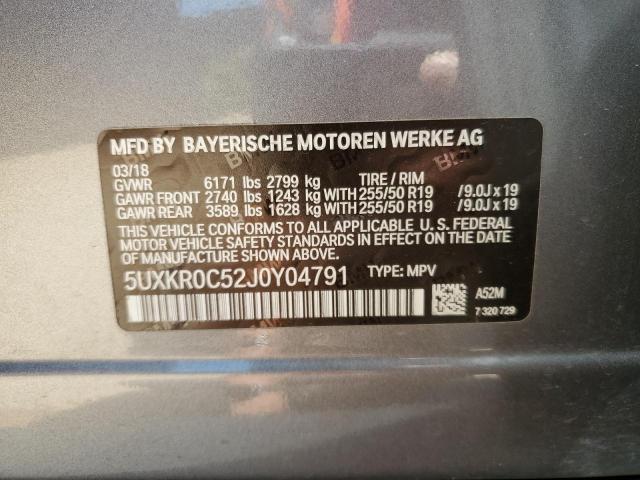 MFD BY BAYERISCHE MOTOREN WERKE AG
03/18
GVWR 6171 lbs 2799 kg TIRE / RIM
GAWR FRONT 2740 lbs 1243 kg WITH 255/50 R19 /9.0J x 19
GAWR REAR 3589 lbs 1628 kg WITH 255/50 R19 /9.0J x 19
THIS VEHICLE CONFORMS TO ALL APPLICABLE U. S. FEDERAL
MOTOR VEHICLE SAFETY STANDARDS IN EFFECT ON THE
DATE OF MANUFACTURE SHOWN ABOVE.
5UXKR0C52J0Y04791 TYPE: MPV
A52M
7 320 729